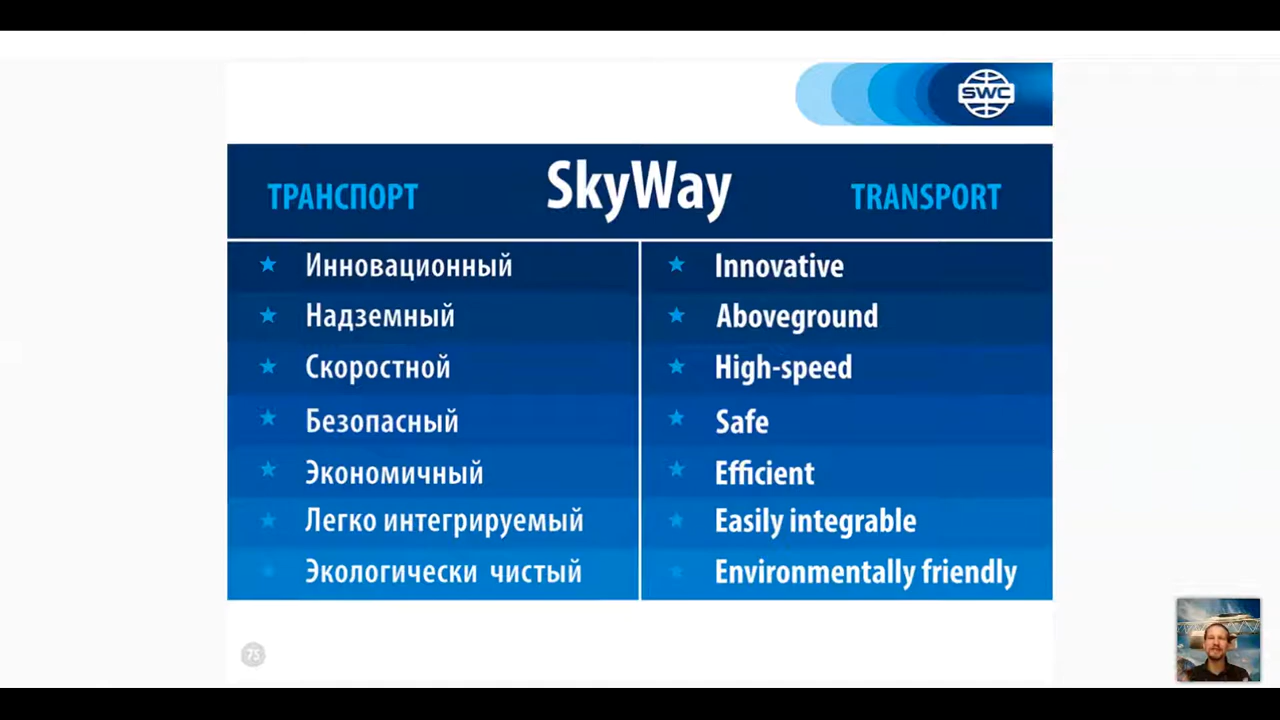 SWC
ТРАНСПОРТ SkyWay TRANSPORT
★ Инновационный ★ Innovative
★ Надземный ★ Aboveground
★ Скоростной ★ High-speed
★ Безопасный ★ Safe
★ Экономичный ★ Efficient
★ Легко интегрируемый ★ Easily integrable
★ Экологически чистый ★ Environmentally friendly
75